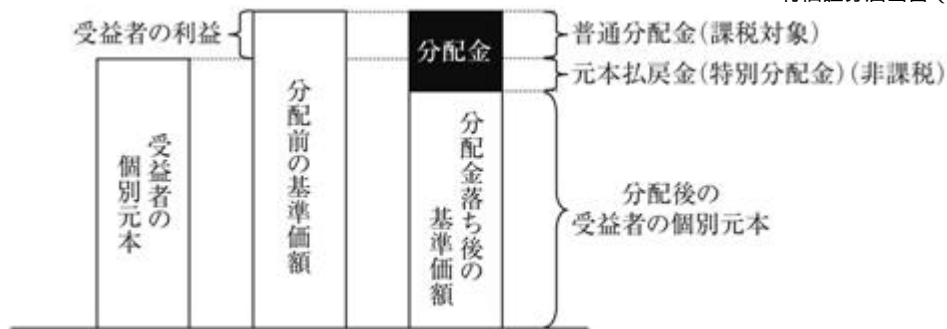 受益者の利益
分配金
普通分配金(課税対象)
元本払戻金(特別分配金)(非課税)
受益者の
個別元本
分配前の基準価額
分配金落ち後の
基準価額
分配後の
受益者の個別元本